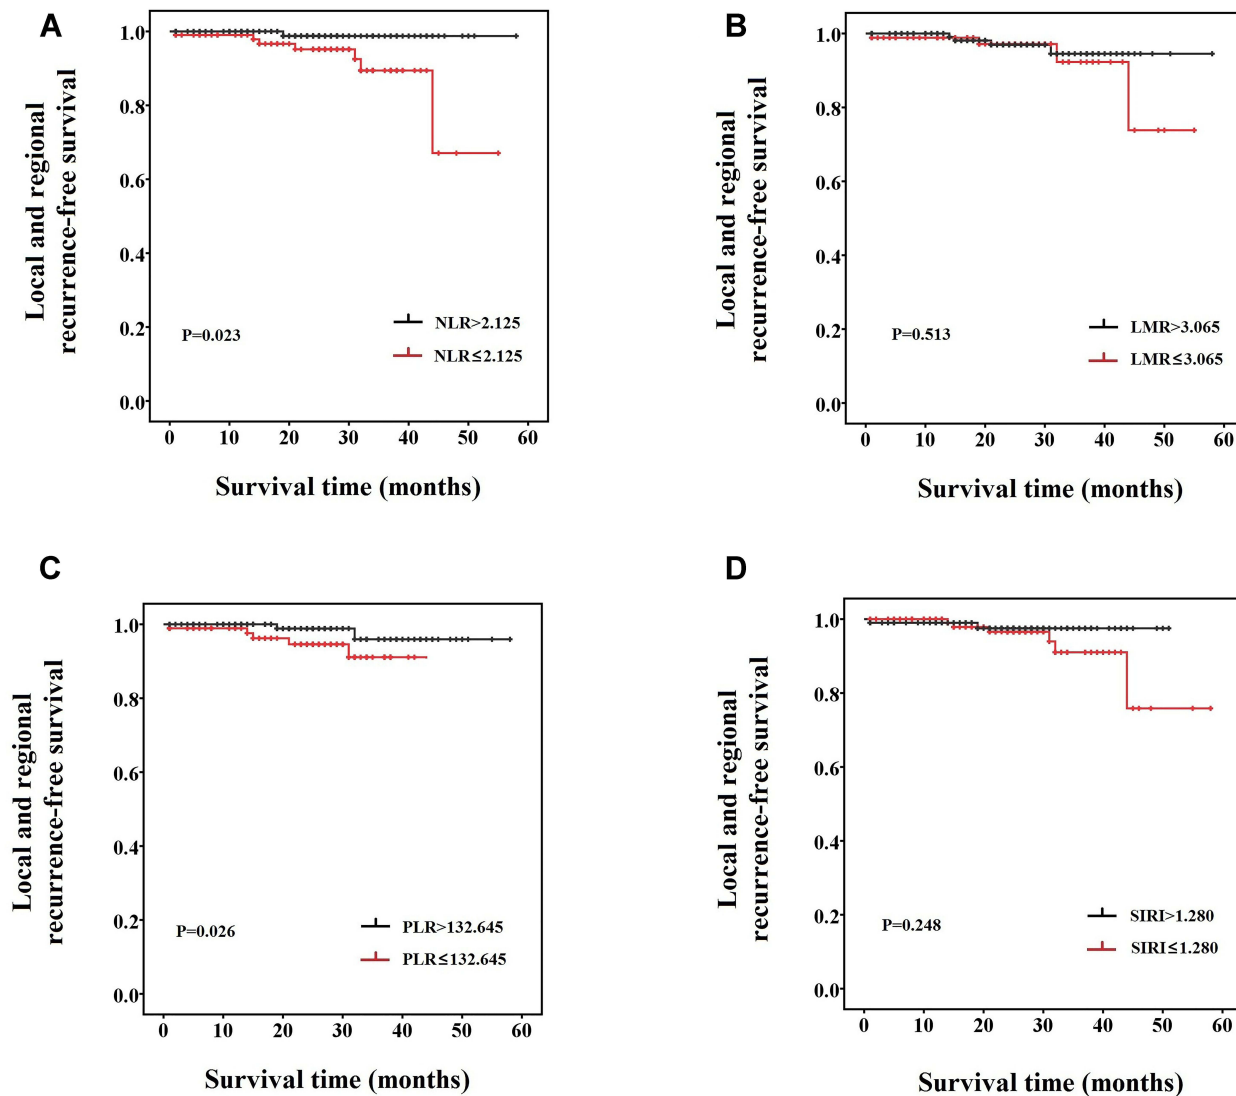 A
Local and regional
recurrence-free survival
1.0
0.8
0.6
0.4
0.2
0.0
P=0.023
NLR>2.125
NLR≤2.125
0 10 20 30 40 50 60
Survival time (months)
B
Local and regional
recurrence-free survival
1.0
0.8
0.6
0.4
0.2
0.0
P=0.513
LMR>3.065
LMR≤3.065
0 10 20 30 40 50 60
Survival time (months)
C
Local and regional
recurrence-free survival
1.0
0.8
0.6
0.4
0.2
0.0
P=0.026
PLR>132.645
PLR≤132.645
0 10 20 30 40 50 60
Survival time (months)
D
Local and regional
recurrence-free survival
1.0
0.8
0.6
0.4
0.2
0.0
P=0.248
SIRI>1.280
SIRI≤1.280
0 10 20 30 40 50 60
Survival time (months)